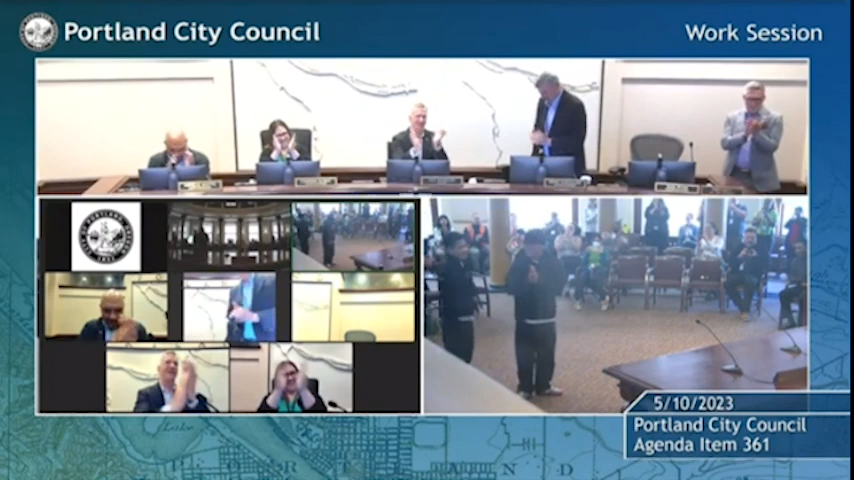 Portland City Council
Work Session
5/10/2023
Portland City Council
Agenda Item 361
P O R T L A N D